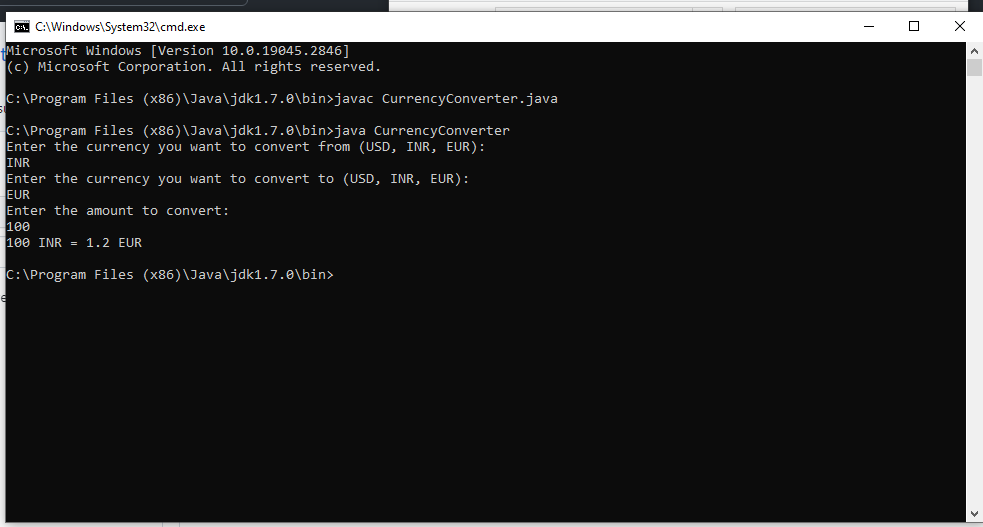 C:\Windows\System32\cmd.exe
Microsoft Windows [Version 10.0.19045.2846]
(c) Microsoft Corporation. All rights reserved.
C:\Program Files (x86)\Java\jdk1.7.0\bin>javac CurrencyConverter.java
C:\Program Files (x86)\Java\jdk1.7.0\bin>java CurrencyConverter
Enter the currency you want to convert from (USD, INR, EUR):
INR
Enter the currency you want to convert to (USD, INR, EUR):
EUR
Enter the amount to convert:
100
100 INR = 1.2 EUR
C:\Program Files (x86)\Java\jdk1.7.0\bin>